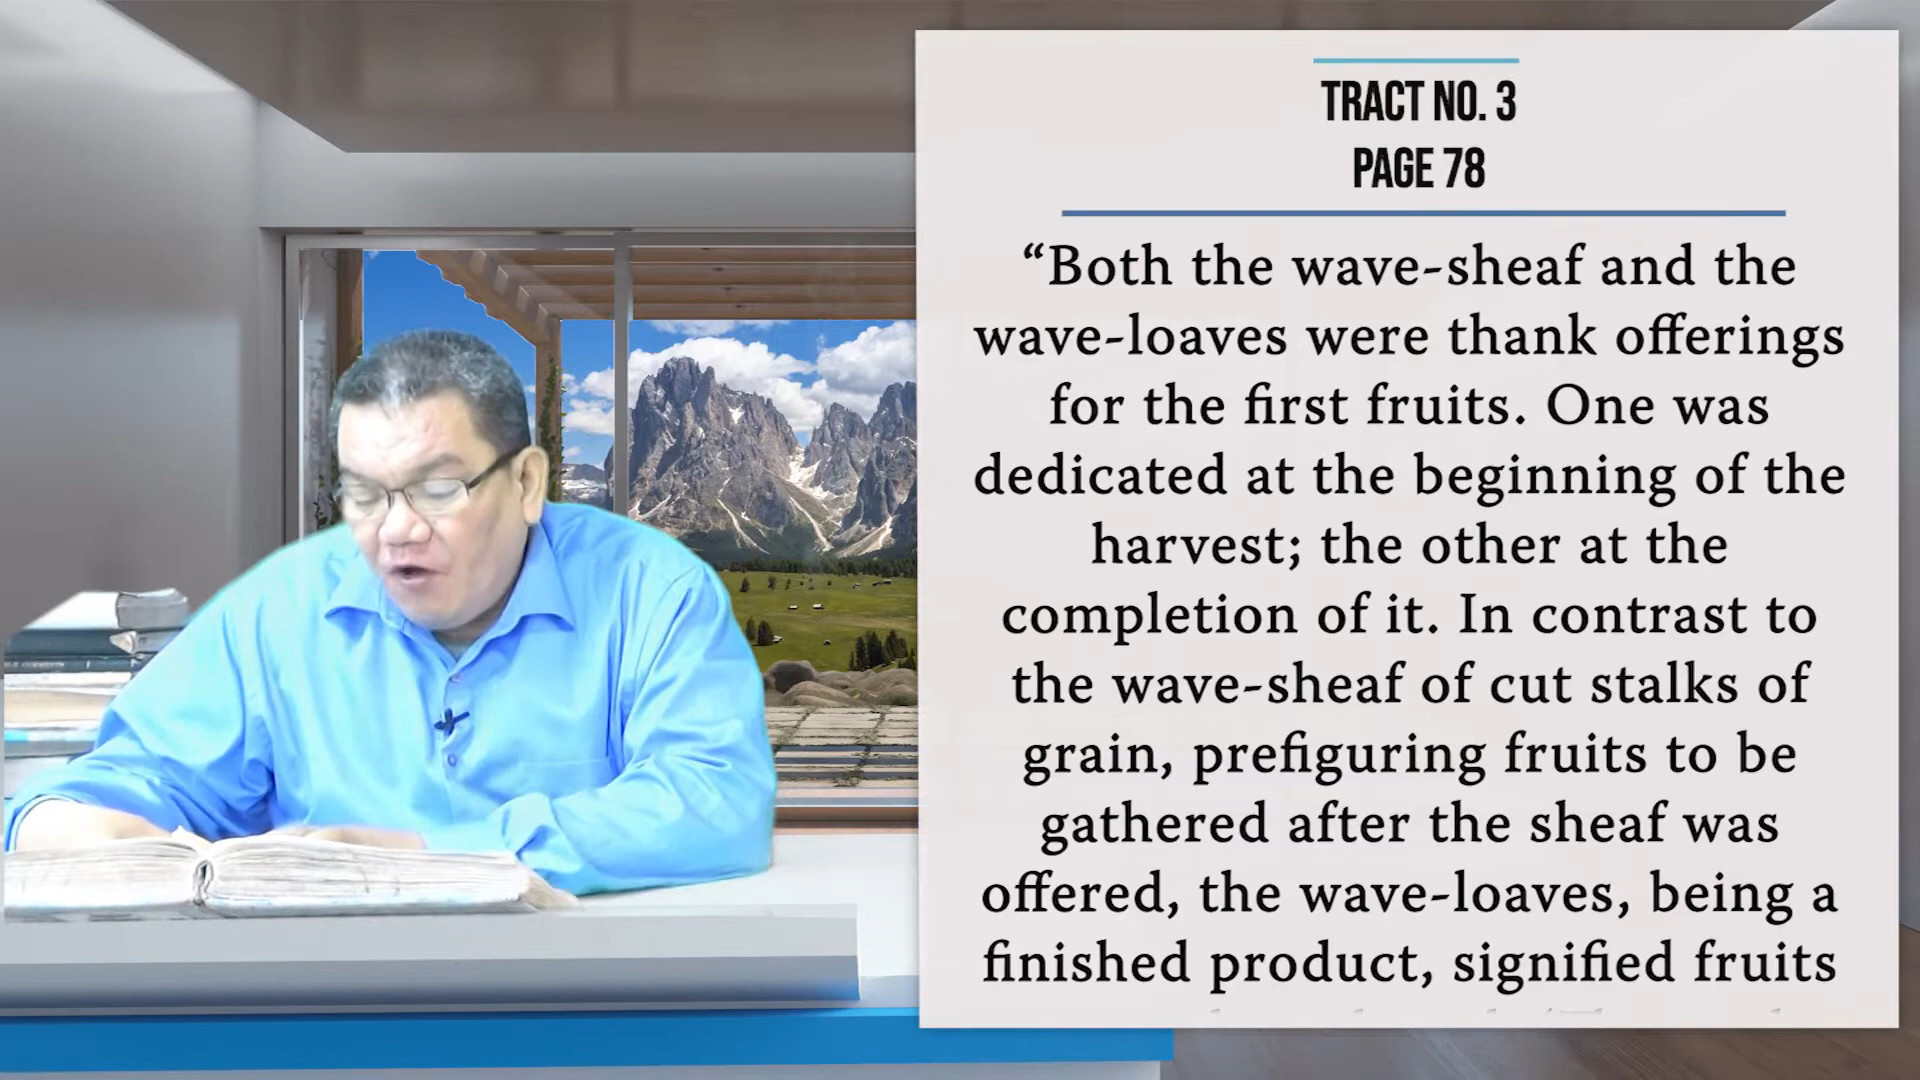 TRACT NO. 3
PAGE 78
“Both the wave-sheaf and the
wave-loaves were thank offerings
for the first fruits. One was
dedicated at the beginning of the
harvest; the other at the
completion of it. In contrast to
the wave-sheaf of cut stalks of
grain, prefiguring fruits to be
gathered after the sheaf was
offered, the wave-loaves, being a
finished product, signified fruits